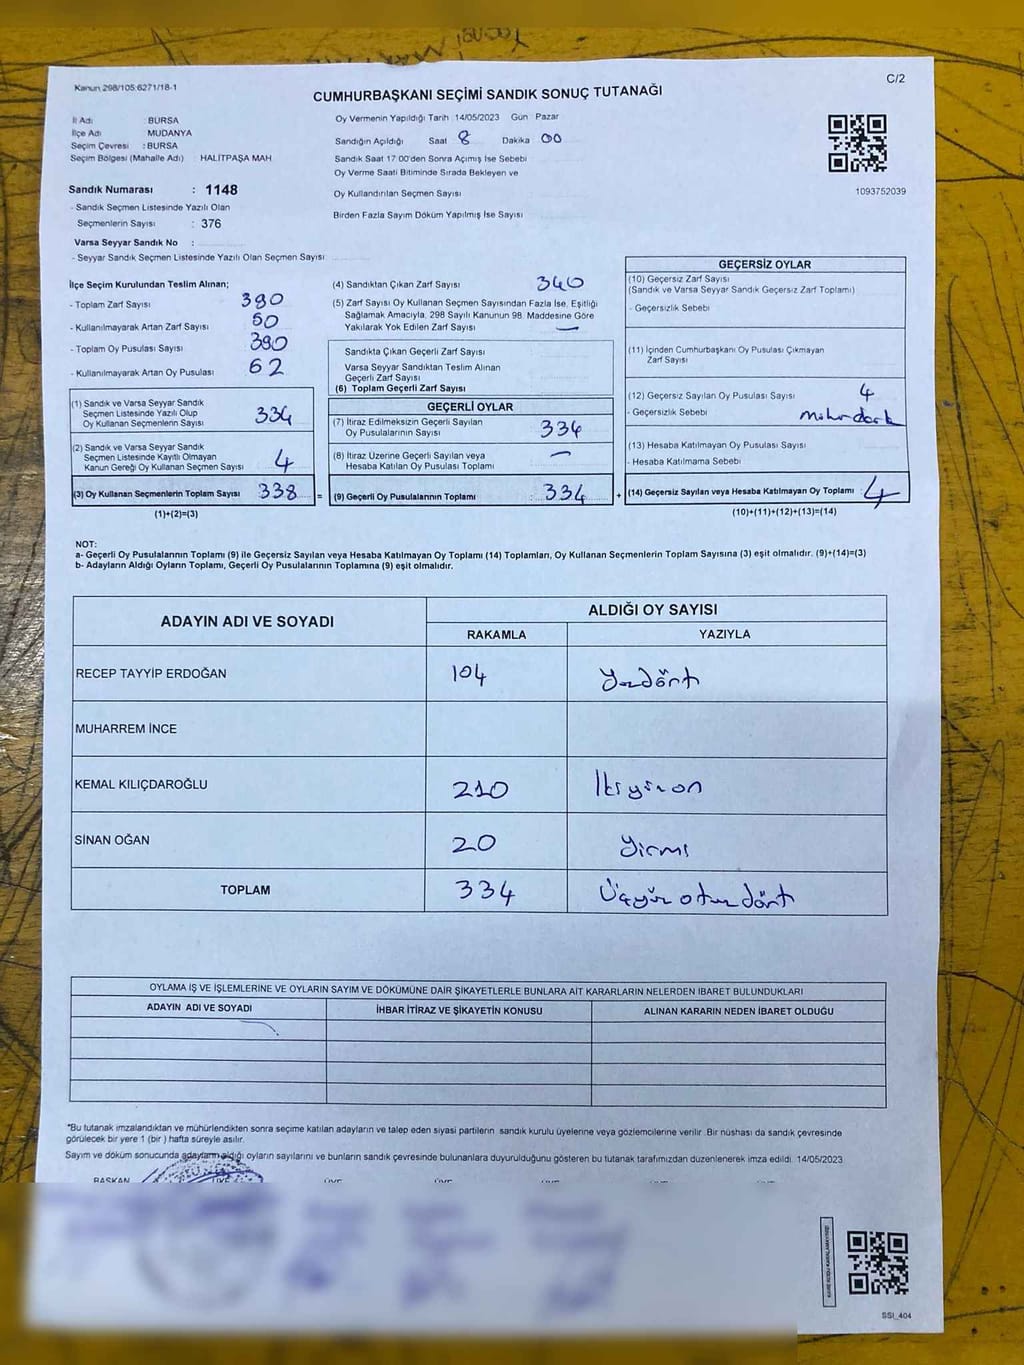 C/2
Kanun 298/105:6271/18-1
CUMHURBAŞKANI SEÇİMİ SANDIK SONUÇ TUTANAĞI
İl Adı : BURSA
İlçe Adı MUDANYA
Seçim Çevresi : BURSA
Seçim Bölgesi (Mahalle Adı) HALİTPAŞA MAH
Sandık Numarası : 1148
- Sandık Seçmen Listesinde Yazılı Olan
Seçmenlerin Sayısı : 376
Varsa Seyyar Sandık No :
- Seyyar Sandık Seçmen Listesinde Yazılı Olan Seçmen Sayısı
Oy Vermenin Yapıldığı Tarih 14/05/2023 Gün Pazar
Sandığın Açıldığı Saat 8 Dakika 00
Sandık Saat 17.00'den Sonra Açımış İse Sebebi
Oy Verme Saati Bitiminde Sırada Bekleyen ve
Oy Kullandırılan Seçmen Sayısı
Birden Fazla Sayım Döküm Yapılmış İse Sayısı
1093752039
İlçe Seçim Kurulundan Teslim Alınan;
- Toplam Zarf Sayısı 390
- Kullanılmayarak Artan Zarf Sayısı 50
- Toplam Oy Pusulası Sayısı 390
- Kullanılmayarak Artan Oy Pusulası 62
(1) Sandık ve Varsa Seyyar Sandık
Seçmen Listesinde Yazılı Olup
Oy Kullanan Seçmenlerin Sayısı 334
(2) Sandık ve Varsa Seyyar Sandık
Seçmen Listesinde Kayıtlı Olmayan
Kanun Gereği Oy Kullanan Seçmen Sayısı 4
(3) Oy Kullanan Seçmenlerin Toplam Sayısı 338 =
(1)+(2)=(3)
(4) Sandıktan Çıkan Zarf Sayısı 340
(5) Zarf Sayısı Oy Kullanan Seçmen Sayısından Fazla İse, Eşitliği
Sağlamak Amacıyla, 298 Sayılı Kanunun 98. Maddesine Göre
Yakılarak Yok Edilen Zarf Sayısı —
Sandıkta Çıkan Geçerli Zarf Sayısı
Varsa Seyyar Sandıktan Teslim Alınan
Geçerli Zarf Sayısı
(6) Toplam Geçerli Zarf Sayısı
GEÇERLİ OYLAR
(7) İtiraz Edilmeksizin Geçerli Sayılan
Oy Pusulalarının Sayısı 334
(8) İtiraz Üzerine Geçerli Sayılan veya
Hesaba Katılan Oy Pusulası Toplamı —
(9) Geçerli Oy Pusulalarının Toplamı : 334 +
GEÇERSİZ OYLAR
(10) Geçersiz Zarf Sayısı
(Sandık ve Varsa Seyyar Sandık Geçersiz Zarf Toplamı)
- Geçersizlik Sebebi
(11) İçinden Cumhurbaşkanı Oy Pusulası Çıkmayan
Zarf Sayısı
(12) Geçersiz Sayılan Oy Pusulası Sayısı 4
- Geçersizlik Sebebi
(13) Hesaba Katılmayan Oy Pusulası Sayısı
- Hesaba Katılmama Sebebi
(14) Geçersiz Sayılan veya Hesaba Katılmayan Oy Toplamı 4
(10)+(11)+(12)+(13)=(14)
NOT:
a- Geçerli Oy Pusulalarının Toplamı (9) ile Geçersiz Sayılan veya Hesaba Katılmayan Oy Toplamı (14) Toplamları, Oy Kullanan Seçmenlerin Toplam Sayısına (3) eşit olmalıdır. (9)+(14)=(3)
b- Adayların Aldığı Oyların Toplamı, Geçerli Oy Pusulalarının Toplamına (9) eşit olmalıdır.
ADAYIN ADI VE SOYADI ALDIĞI OY SAYISI
RAKAMLA YAZIYLA
RECEP TAYYİP ERDOĞAN 104 Yüzdört
MUHARREM İNCE
KEMAL KILIÇDAROĞLU 210 İkiyüzon
SİNAN OĞAN 20 Yirmi
TOPLAM 334 Üçyüz otuz dört
OYLAMA İŞ VE İŞLEMLERİNE VE OYLARIN SAYIM VE DÖKÜMÜNE DAİR ŞİKAYETLERLE BUNLARA AİT KARARLARIN NELERDEN İBARET BULUNDUKLARI
ADAYIN ADI VE SOYADI İHBAR İTİRAZ VE ŞİKAYETİN KONUSU ALINAN KARARIN NEDEN İBARET OLDUĞU
*Bu tutanak imzalandıktan ve mühürlendikten sonra seçime katılan adayların ve talep eden siyasi partilerin sandık kurulu üyelerine veya gözlemcilerine verilir. Bir nüshası da sandık çevresinde
görülecek bir yere 1 (bir) hafta süreyle asılır.
Sayım ve döküm sonucunda adayların aldığı oyların sayılarını ve bunların sandık çevresinde bulunanlara duyurulduğunu gösteren bu tutanak tarafımızdan düzenlenerek imza edildi. 14/05/2023
BAŞKAN ÜYE ÜYE ÜYE ÜYE ÜYE ÜYE
SSI_404